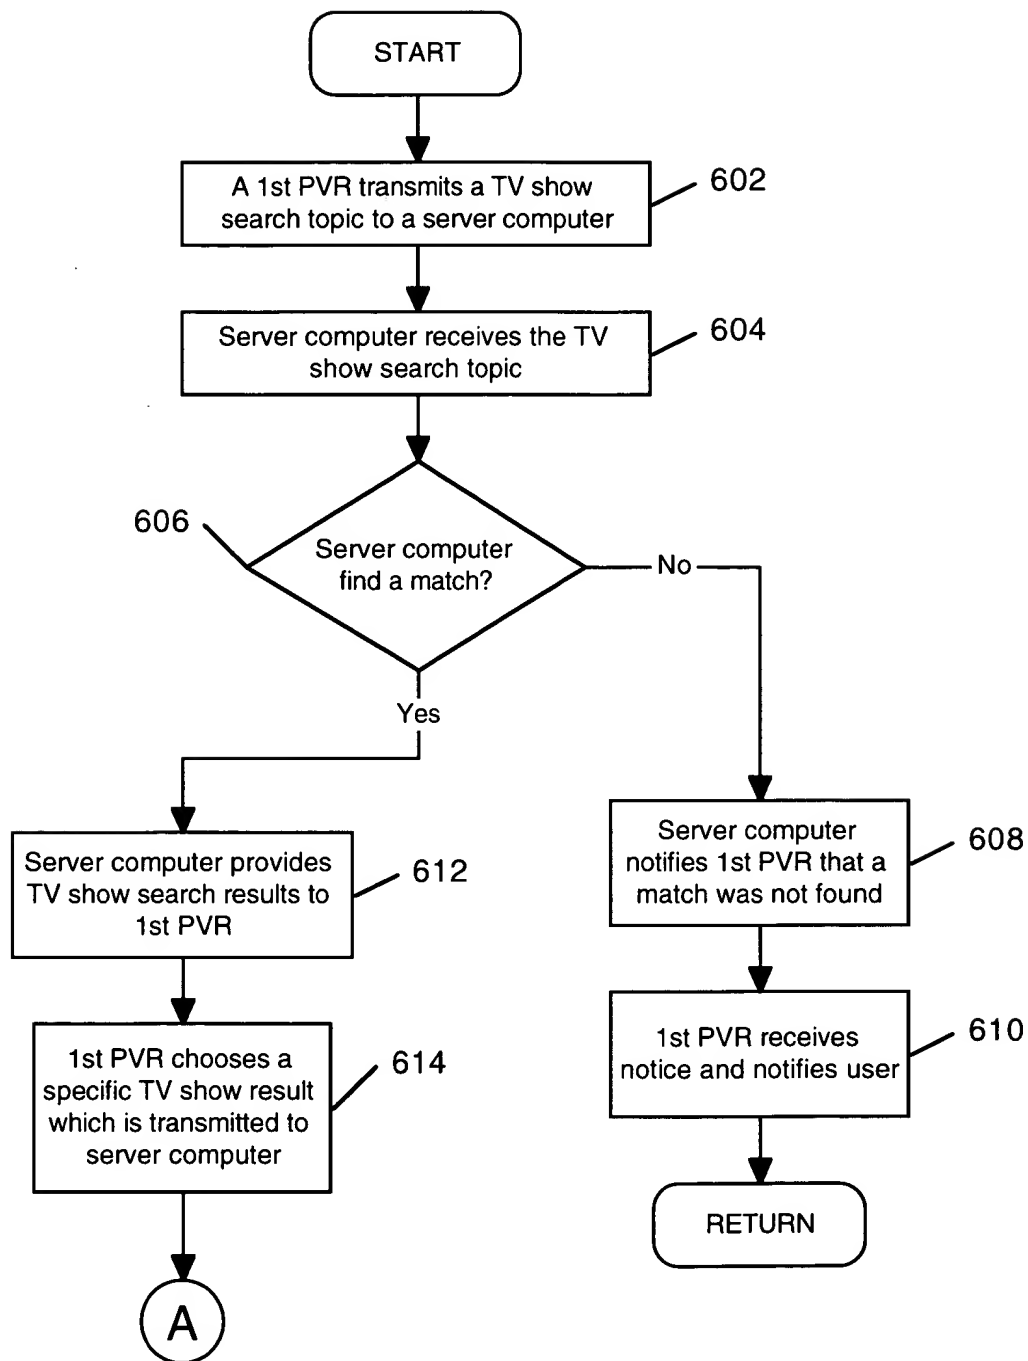 START
A 1st PVR transmits a TV show
search topic to a server computer
602
Server computer receives the TV
show search topic
604
606
Server computer
find a match?
No
Yes
Server computer provides
TV show search results to
1st PVR
612
Server computer
notifies 1st PVR that a
match was not found
608
1st PVR chooses a
specific TV show result
which is transmitted to
server computer
614
1st PVR receives
notice and notifies user
610
RETURN
A